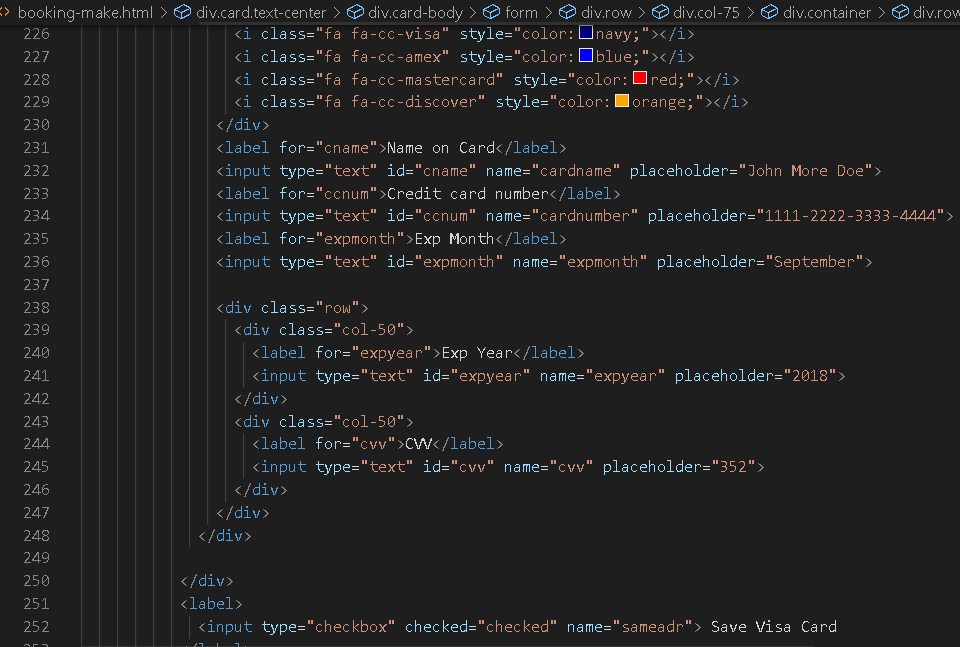 <> booking-make.html > div.card.text-center > div.card-body > form > div.row > div.col-75 > div.container > div.row
226 <i class="fa fa-cc-visa" style="color:navy;"></i>
227 <i class="fa fa-cc-amex" style="color:blue;"></i>
228 <i class="fa fa-cc-mastercard" style="color:red;"></i>
229 <i class="fa fa-cc-discover" style="color:orange;"></i>
230 </div>
231 <label for="cname">Name on Card</label>
232 <input type="text" id="cname" name="cardname" placeholder="John More Doe">
233 <label for="ccnum">Credit card number</label>
234 <input type="text" id="ccnum" name="cardnumber" placeholder="1111-2222-3333-4444">
235 <label for="expmonth">Exp Month</label>
236 <input type="text" id="expmonth" name="expmonth" placeholder="September">
237
238 <div class="row">
239 <div class="col-50">
240 <label for="expyear">Exp Year</label>
241 <input type="text" id="expyear" name="expyear" placeholder="2018">
242 </div>
243 <div class="col-50">
244 <label for="cvv">CVV</label>
245 <input type="text" id="cvv" name="cvv" placeholder="352">
246 </div>
247 </div>
248 </div>
249
250 </div>
251 <label>
252 <input type="checkbox" checked="checked" name="sameadr"> Save Visa Card